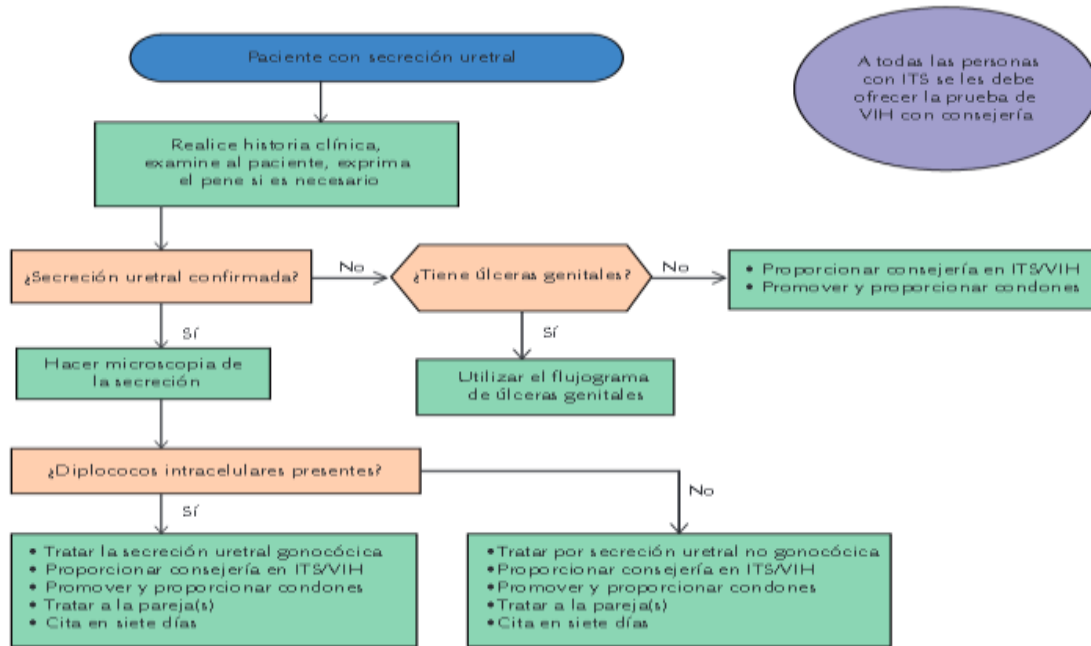 Paciente con secreción uretral
A todas las personas
con ITS se les debe
ofrecer la prueba de
VIH con consejería
Realice historia clínica,
examine al paciente, exprima
el pene si es necesario
¿Secreción uretral confirmada?
No
¿Tiene úlceras genitales?
No
• Proporcionar consejería en ITS/VIH
• Promover y proporcionar condones
Sí
Sí
Hacer microscopia de
la secreción
Utilizar el flujograma
de úlceras genitales
¿Diplococos intracelulares presentes?
Sí
No
• Tratar la secreción uretral gonocócica
• Proporcionar consejería en ITS/VIH
• Promover y proporcionar condones
• Tratar a la pareja(s)
• Cita en siete días
• Tratar por secreción uretral no gonocócica
• Proporcionar consejería en ITS/VIH
• Promover y proporcionar condones
• Tratar a la pareja(s)
• Cita en siete días